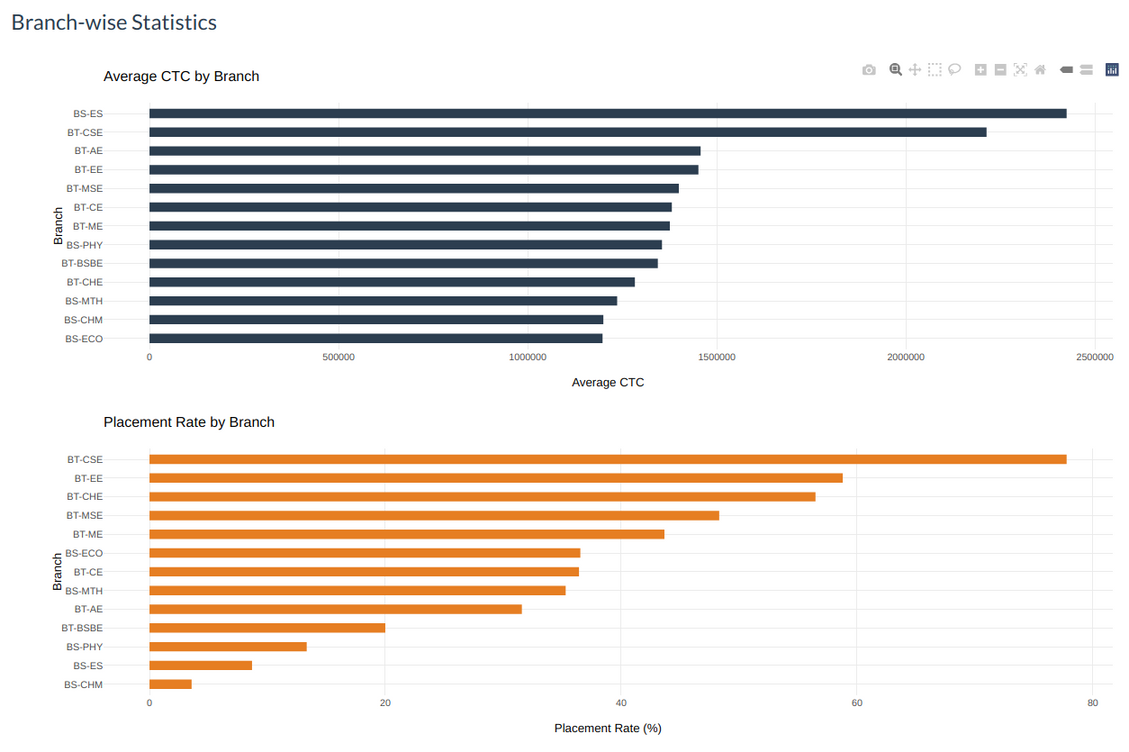 Branch-wise Statistics
Average CTC by Branch
Branch
BS-ES
BT-CSE
BT-AE
BT-EE
BT-MSE
BT-CE
BT-ME
BS-PHY
BT-BSBE
BT-CHE
BS-MTH
BS-CHM
BS-ECO
0 500000 1000000 1500000 2000000 2500000
Average CTC
Placement Rate by Branch
Branch
BT-CSE
BT-EE
BT-CHE
BT-MSE
BT-ME
BS-ECO
BT-CE
BS-MTH
BT-AE
BT-BSBE
BS-PHY
BS-ES
BS-CHM
0 20 40 60 80
Placement Rate (%)